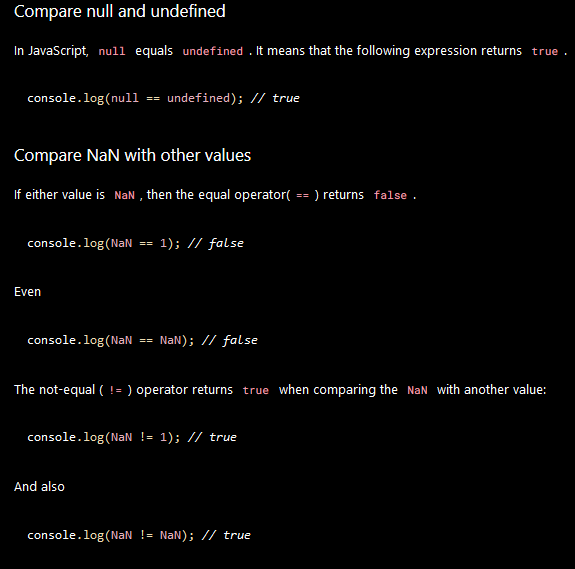 Compare null and undefined
In JavaScript, null equals undefined . It means that the following expression returns true .
console.log(null == undefined); // true
Compare NaN with other values
If either value is NaN , then the equal operator( == ) returns false .
console.log(NaN == 1); // false
Even
console.log(NaN == NaN); // false
The not-equal ( != ) operator returns true when comparing the NaN with another value:
console.log(NaN != 1); // true
And also
console.log(NaN != NaN); // true